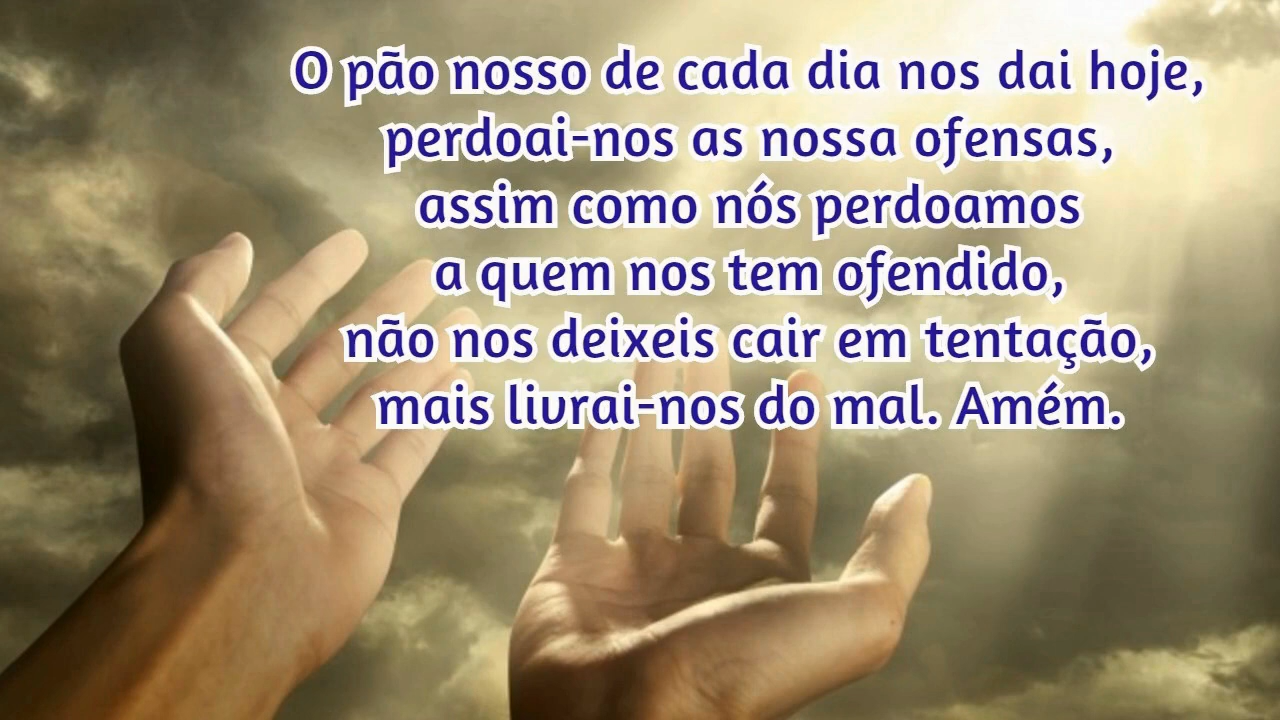 O pão nosso de cada dia nos dai hoje,
perdoai-nos as nossa ofensas,
assim como nós perdoamos
a quem nos tem ofendido,
não nos deixeis cair em tentação,
mais livrai-nos do mal. Amém.